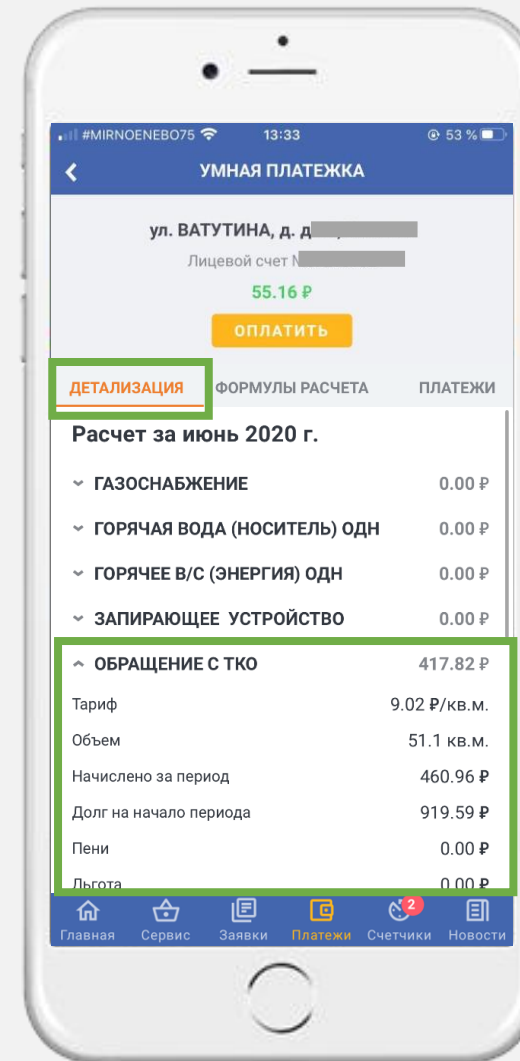 #MIRNOENEBO75 13:33 53 %
УМНАЯ ПЛАТЕЖКА
ул. ВАТУТИНА, д. д
Лицевой счет
55.16 ₽
ОПЛАТИТЬ
ДЕТАЛИЗАЦИЯ ФОРМУЛЫ РАСЧЕТА ПЛАТЕЖИ
Расчет за июнь 2020 г.
ГАЗОСНАБЖЕНИЕ 0.00 ₽
ГОРЯЧАЯ ВОДА (НОСИТЕЛЬ) ОДН 0.00 ₽
ГОРЯЧЕЕ В/С (ЭНЕРГИЯ) ОДН 0.00 ₽
ЗАПИРАЮЩЕЕ УСТРОЙСТВО 0.00 ₽
ОБРАЩЕНИЕ С ТКО 417.82 ₽
Тариф 9.02 ₽/кв.м.
Объем 51.1 кв.м.
Начислено за период 460.96 ₽
Долг на начало периода 919.59 ₽
Пени 0.00 ₽
Льгота 0.00 ₽
2
Главная Сервис Заявки Платежи Счетчики Новости